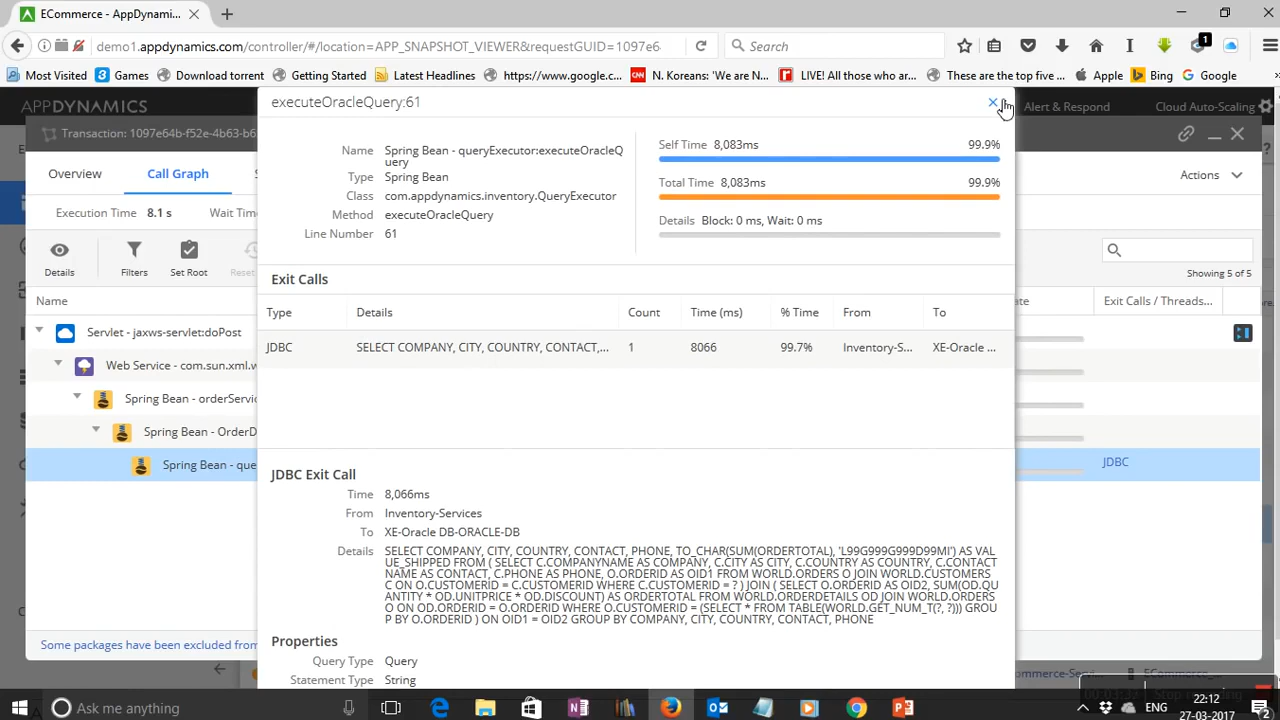 ECommerce - AppDynamics
demo1.appdynamics.com/controller/#/location=APP_SNAPSHOT_VIEWER&requestGUID=1097e6
Search
1
Most Visited
Games
Download torrent
Getting Started
Latest Headlines
https://www.google.c...
N. Koreans: 'We are N...
LIVE! All those who ar...
These are the top five ...
Apple
Bing
Google
APPDYNAMICS
executeOracleQuery:61
Alert & Respond
Cloud Auto-Scaling
Transaction: 1097e64b-f52e-4b63-b6
Overview
Call Graph
Actions
Execution Time 8.1 s
Wait Time
Details
Filters
Set Root
Reset
Showing 5 of 5
Name
Exit Calls / Threads...
Servlet - jaxws-servlet:doPost
Web Service - com.sun.xml.w
Spring Bean - orderServic
Spring Bean - OrderD
Spring Bean - que
JDBC
Some packages have been excluded from
Name Spring Bean - queryExecutor:executeOracleQ
uery
Type Spring Bean
Class com.appdynamics.inventory.QueryExecutor
Method executeOracleQuery
Line Number 61
Self Time 8,083ms 99.9%
Total Time 8,083ms 99.9%
Details Block: 0 ms, Wait: 0 ms
Exit Calls
Type Details Count Time (ms) % Time From To
JDBC SELECT COMPANY, CITY, COUNTRY, CONTACT,... 1 8066 99.7% Inventory-S... XE-Oracle ...
JDBC Exit Call
Time 8,066ms
From Inventory-Services
To XE-Oracle DB-ORACLE-DB
Details SELECT COMPANY, CITY, COUNTRY, CONTACT, PHONE, TO_CHAR(SUM(ORDERTOTAL), 'L99G999G999D99MI') AS VAL
UE_SHIPPED FROM ( SELECT C.COMPANYNAME AS COMPANY, C.CITY AS CITY, C.COUNTRY AS COUNTRY, C.CONTACT
NAME AS CONTACT, C.PHONE AS PHONE, O.ORDERID AS OID1 FROM WORLD.ORDERS O JOIN WORLD.CUSTOMERS
C ON O.CUSTOMERID = C.CUSTOMERID WHERE C.CUSTOMERID = ? ) JOIN ( SELECT O.ORDERID AS OID2, SUM(OD.QU
ANTITY * OD.UNITPRICE * OD.DISCOUNT) AS ORDERTOTAL FROM WORLD.ORDERDETAILS OD JOIN WORLD.ORDERS
O ON OD.ORDERID = O.ORDERID WHERE O.CUSTOMERID = (SELECT * FROM TABLE(WORLD.GET_NUM_T(?, ?))) GROU
P BY O.ORDERID ) ON OID1 = OID2 GROUP BY COMPANY, CITY, COUNTRY, CONTACT, PHONE
Properties
Query Type Query
Statement Type String
Ask me anything
ENG
22:12
27-03-2017
2